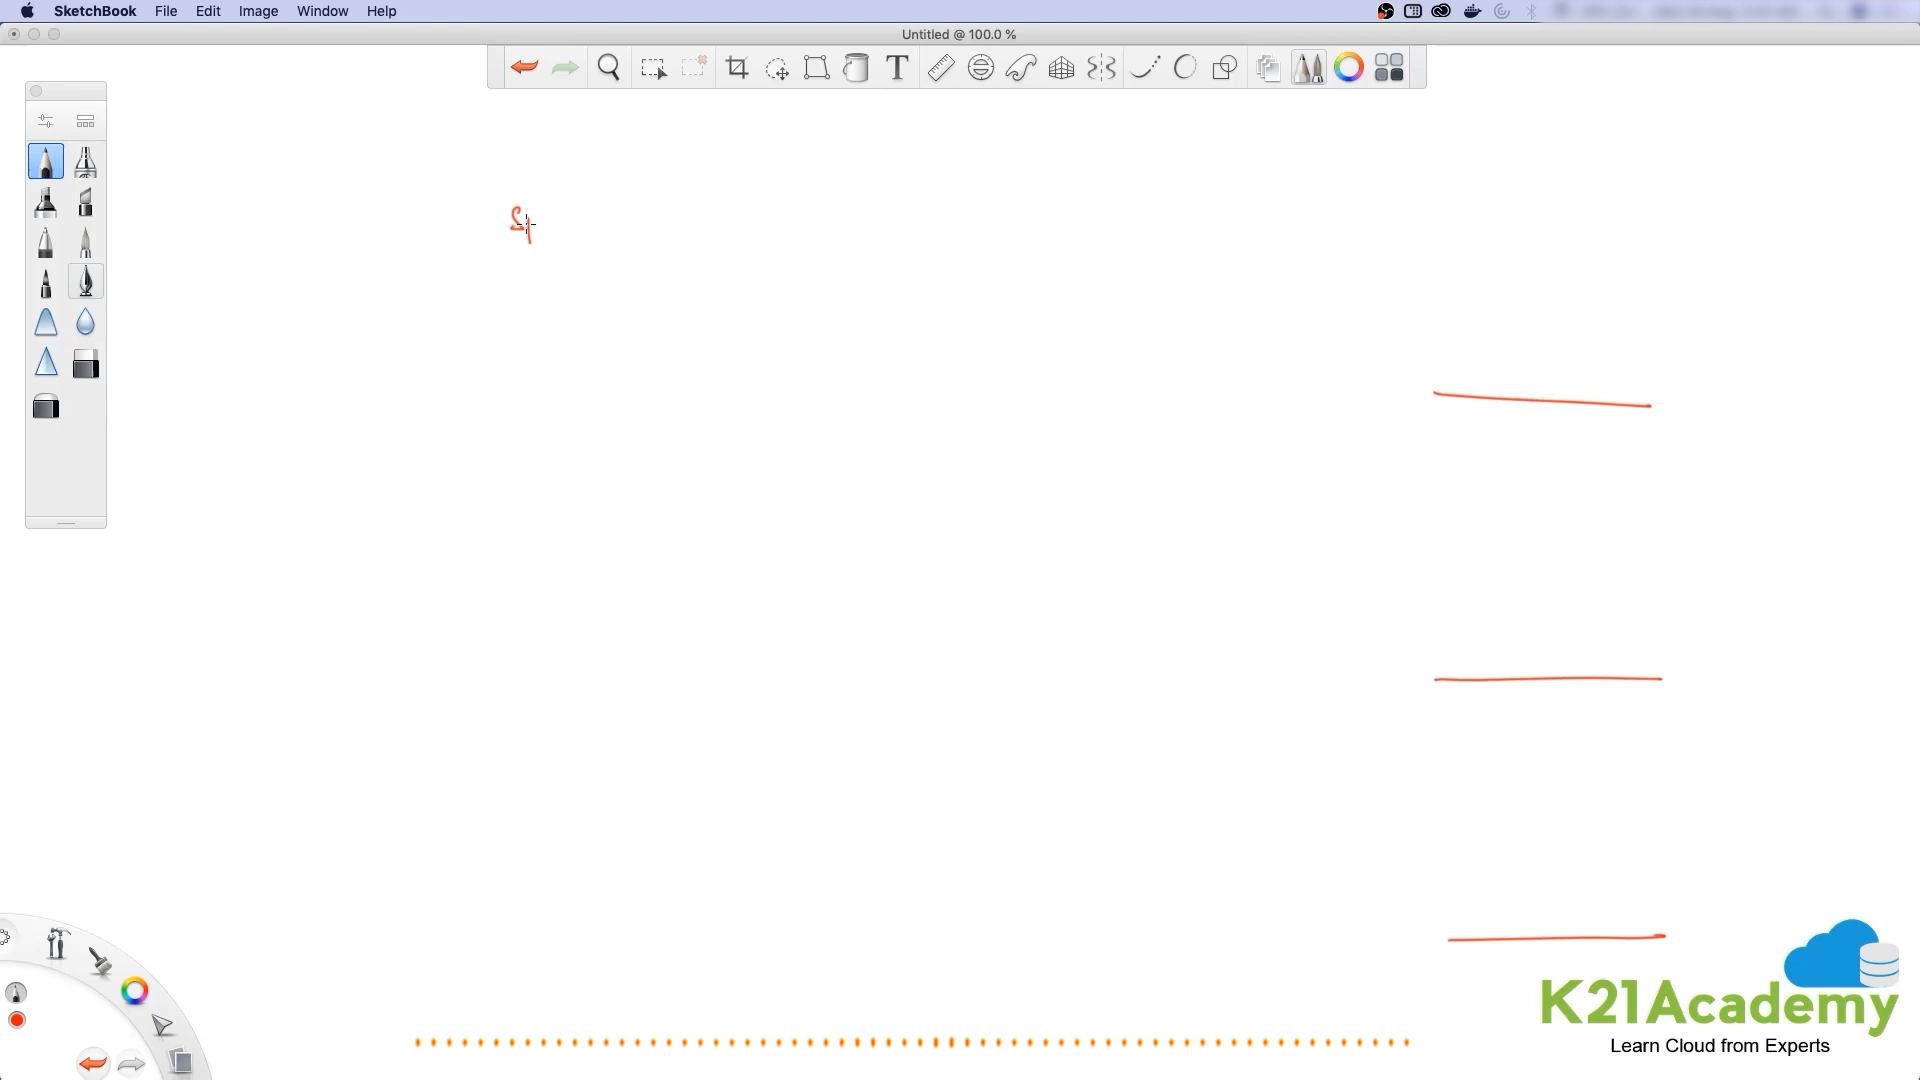 SketchBook File Edit Image Window Help
Untitled @ 100.0 %
T
K21Academy
Learn Cloud from Experts